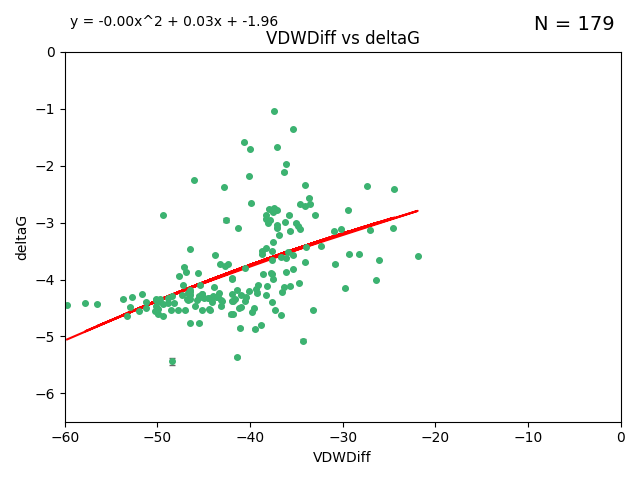 y = -0.00x^2 + 0.03x + -1.96
N = 179
VDWDiff vs deltaG
0
−1
−2
−3
−4
−5
−6
deltaG
−60 −50 −40 −30 −20 −10 0
VDWDiff